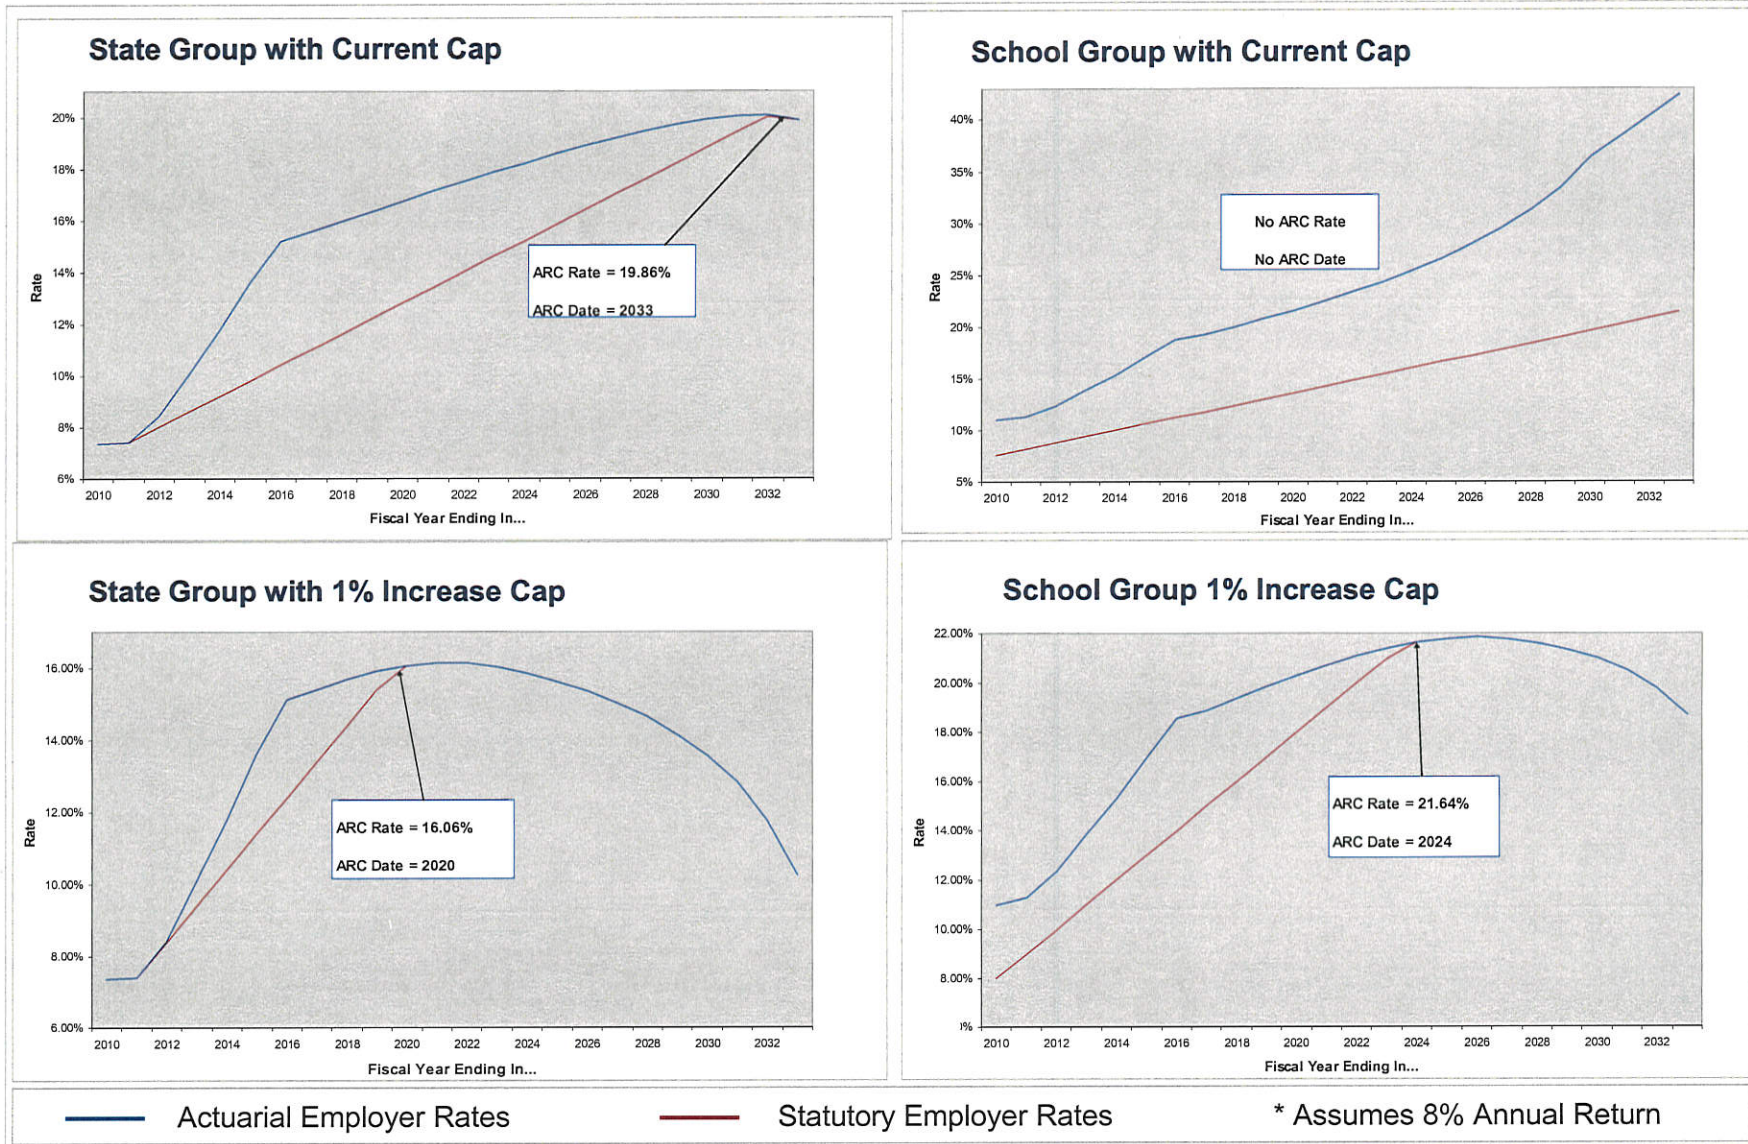 State Group with Current Cap
20%
18%
16%
14%
12%
10%
8%
6%
Rate
ARC Rate = 19.86%
ARC Date = 2033
2010 2012 2014 2016 2018 2020 2022 2024 2026 2028 2030 2032
Fiscal Year Ending In...
School Group with Current Cap
40%
35%
30%
25%
20%
15%
10%
5%
Rate
No ARC Rate
No ARC Date
2010 2012 2014 2016 2018 2020 2022 2024 2026 2028 2030 2032
Fiscal Year Ending In...
State Group with 1% Increase Cap
16.00%
14.00%
12.00%
10.00%
8.00%
6.00%
Rate
ARC Rate = 16.06%
ARC Date = 2020
2010 2012 2014 2016 2018 2020 2022 2024 2026 2028 2030 2032
Fiscal Year Ending In...
School Group 1% Increase Cap
22.00%
20.00%
18.00%
16.00%
14.00%
12.00%
10.00%
8.00%
)%
Rate
ARC Rate = 21.64%
ARC Date = 2024
2010 2012 2014 2016 2018 2020 2022 2024 2026 2028 2030 2032
Fiscal Year Ending In...
Actuarial Employer Rates
Statutory Employer Rates
* Assumes 8% Annual Return